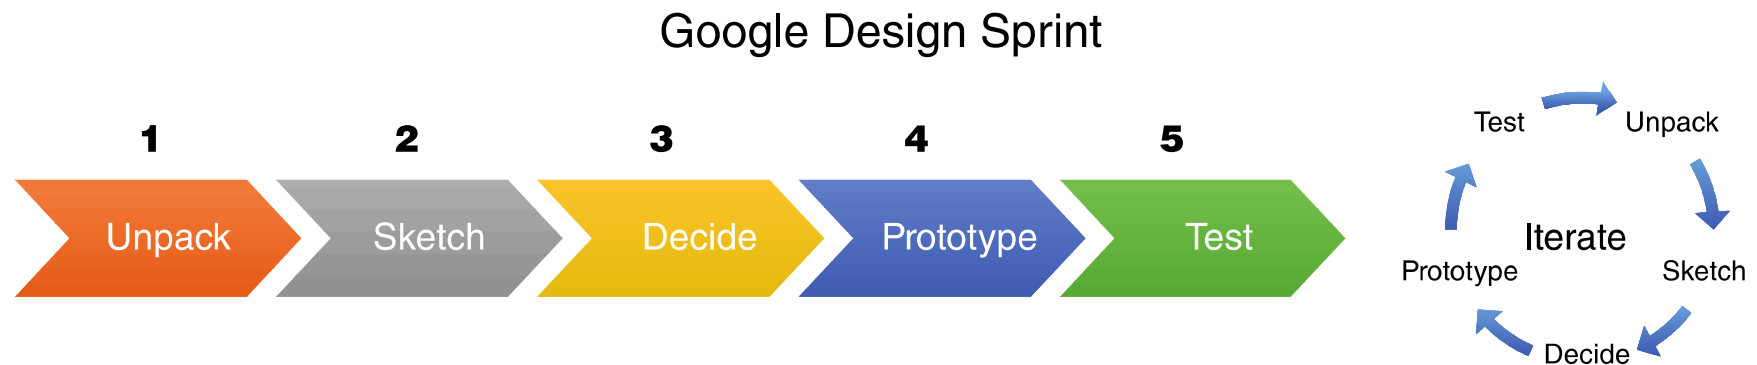 Google Design Sprint
1 2 3 4 5
Unpack Sketch Decide Prototype Test
Test Unpack
Iterate
Prototype Sketch
Decide